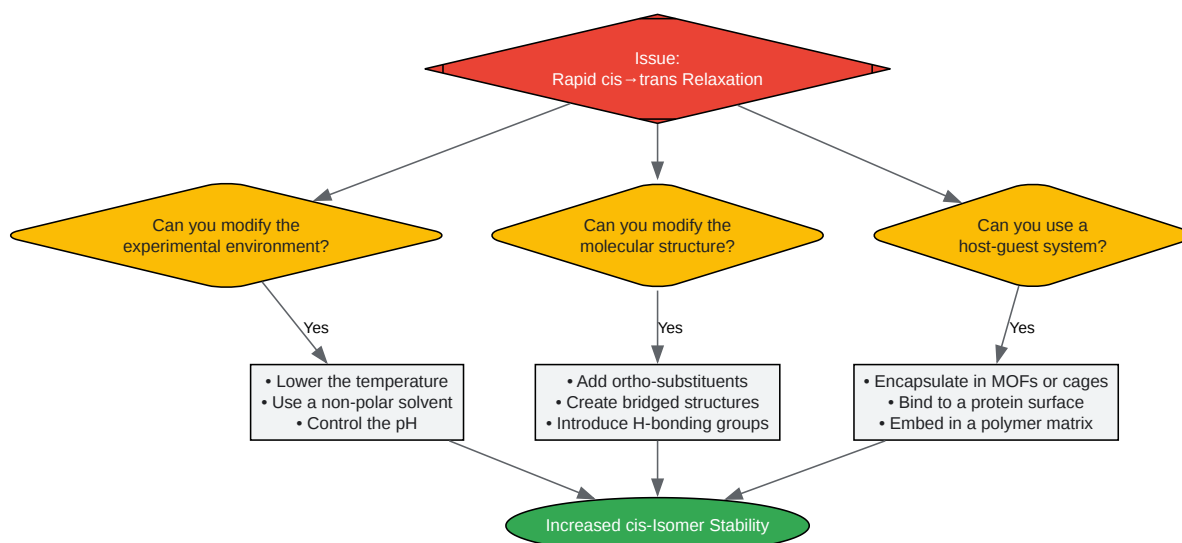 Issue:
Rapid cis→trans Relaxation
Can you modify the
experimental environment?
Can you modify the
molecular structure?
Can you use a
host-guest system?
Yes
Yes
Yes
• Lower the temperature
• Use a non-polar solvent
• Control the pH
• Add ortho-substituents
• Create bridged structures
• Introduce H-bonding groups
• Encapsulate in MOFs or cages
• Bind to a protein surface
• Embed in a polymer matrix
Increased cis-Isomer Stability